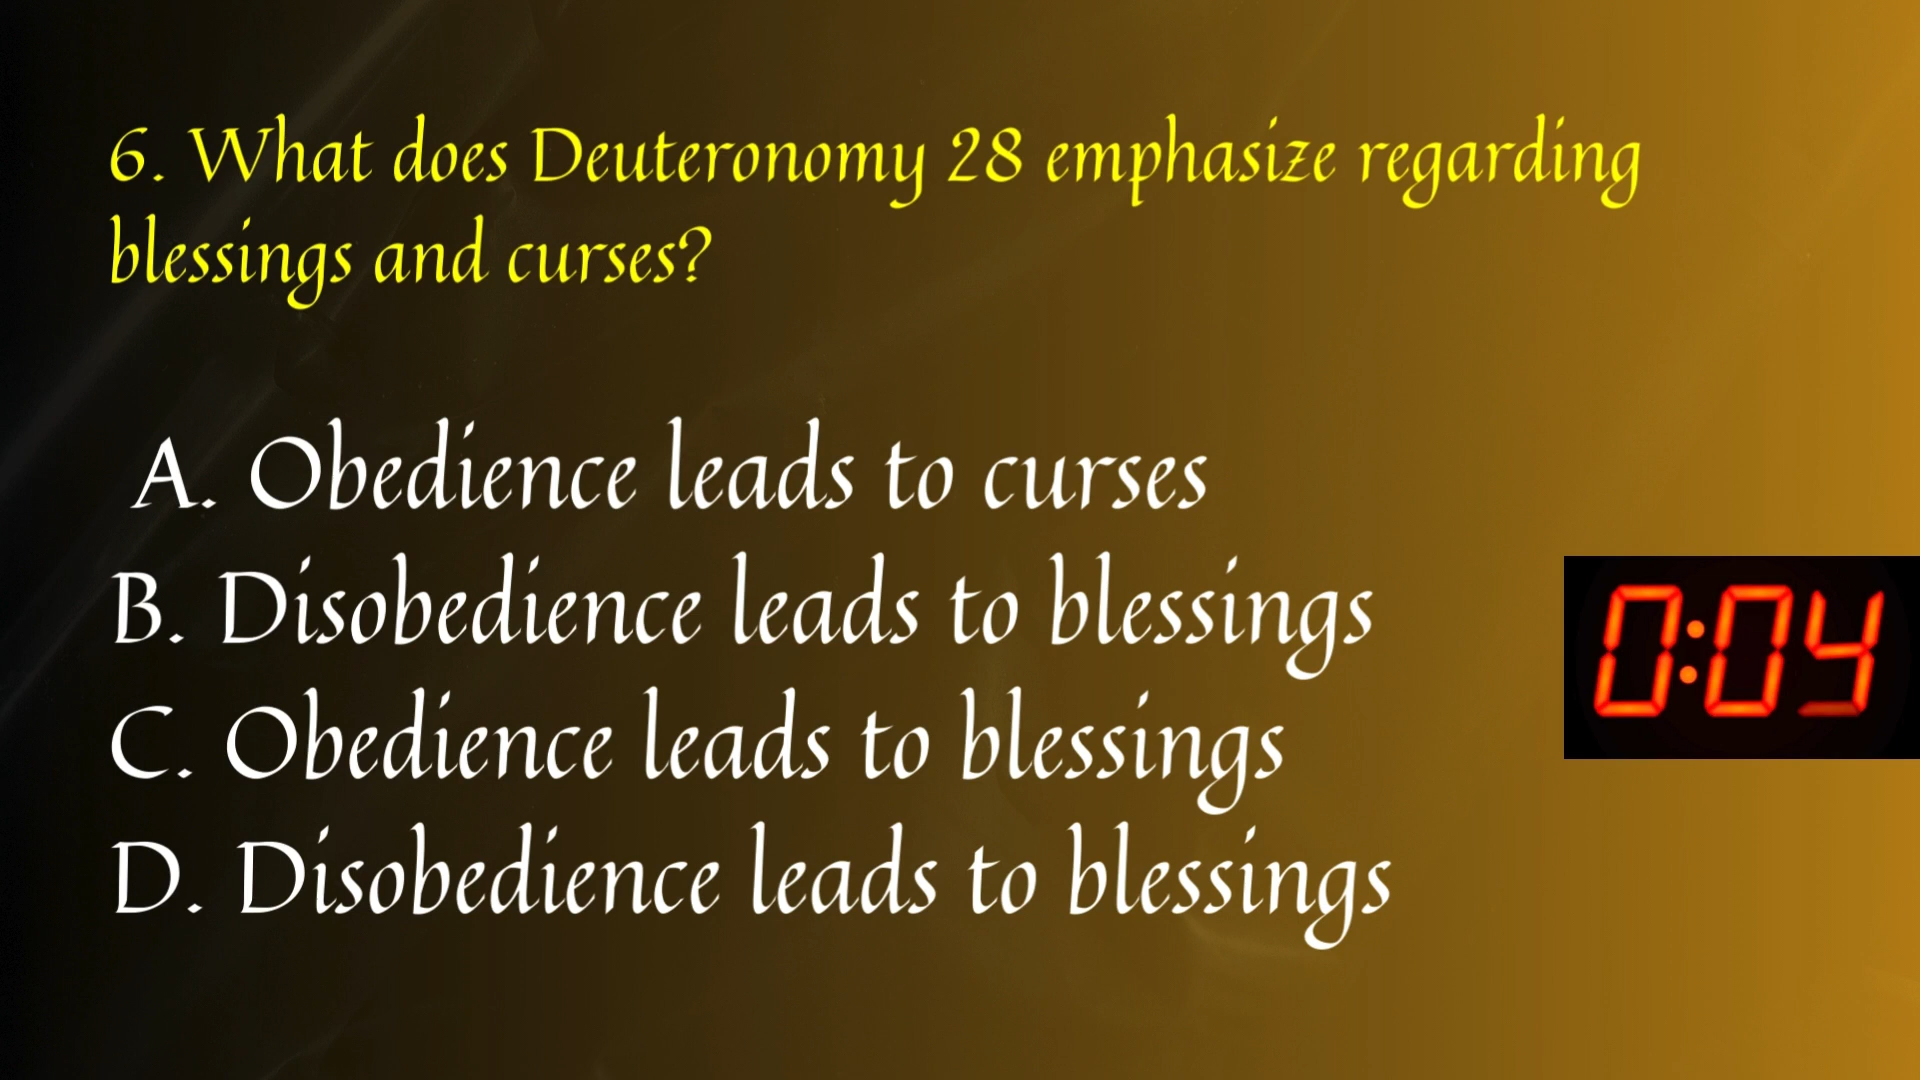 6. What does Deuteronomy 28 emphasize regarding
blessings and curses?
A. Obedience leads to curses
B. Disobedience leads to blessings
C. Obedience leads to blessings
D. Disobedience leads to blessings
0:04